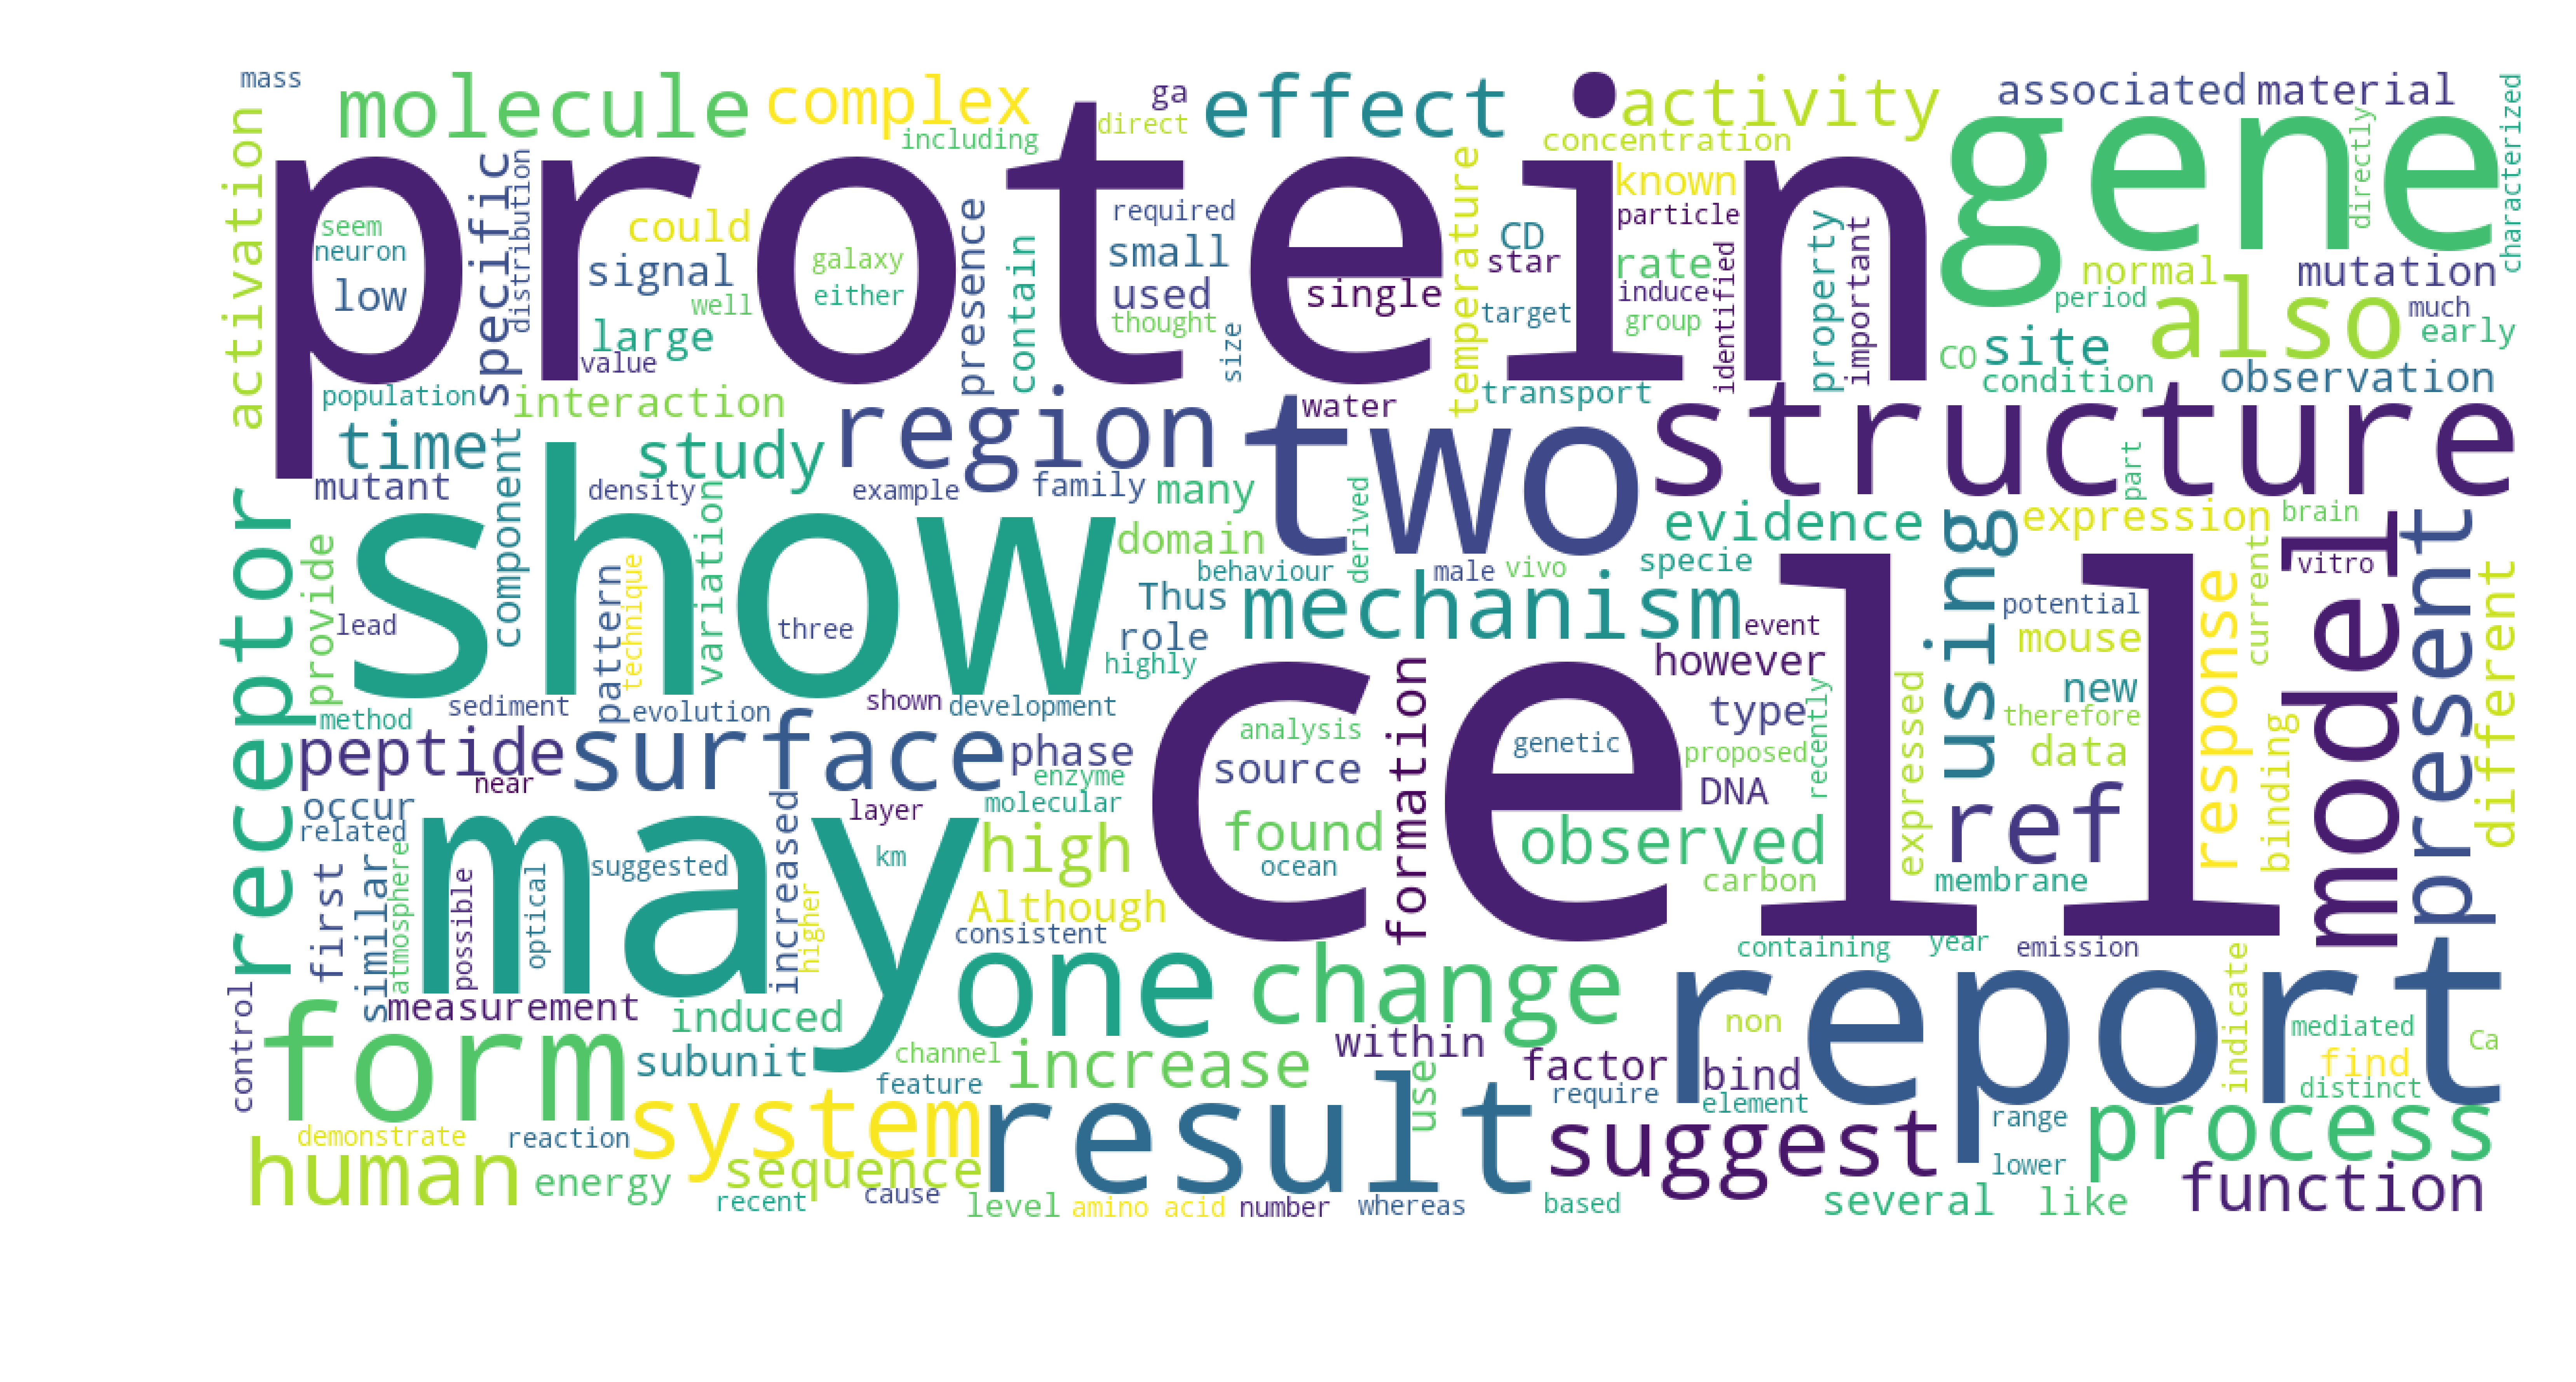 mass
molecule
complex
including
ga
direct
effect
activity
concentration
associated
material
directly
characterized
activation
protein
gene
specific
distribution
seem
neuron
low
could
signal
well
large
value
galaxy
either
presence
contain
required
small
used
thought
size
single
temperature
CD
star
target
known
particle
rate
induce
group
identified
property
important
normal
mutation
period
also
much
early
CO
site
condition
observation
population
interaction
time
study
region
water
transport
two
structure
mutant
component
density
variation
example
family
many
domain
derived
evidence
part
expression
brain
receptor
provide
show
lead
pattern
technique
three
Thus
role
highly
behaviour
male
vivo
specie
mechanism
event
however
using
potential
mouse
current
response
model
vitro
present
different
method
sediment
evolution
shown
development
peptide
near
surface
phase
enzyme
molecular
analysis
source
formation
cell
genetic
type
proposed
recently
DNA
expressed
new
therefore
data
binding
occur
related
first
similar
atmosphere
may
possible
optical
suggested
increased
higher
layer
km
high
Although
consistent
found
ocean
observed
carbon
ref
membrane
control
measurement
induced
one
change
containing
year
emission
report
indicate
form
subunit
channel
feature
increase
within
use
factor
require
non
bind
element
mediated
Ca
find
distinct
range
lower
process
human
demonstrate
reaction
energy
system
sequence
recent
cause
result
level
amino acid
number
whereas
suggest
based
several
like
function